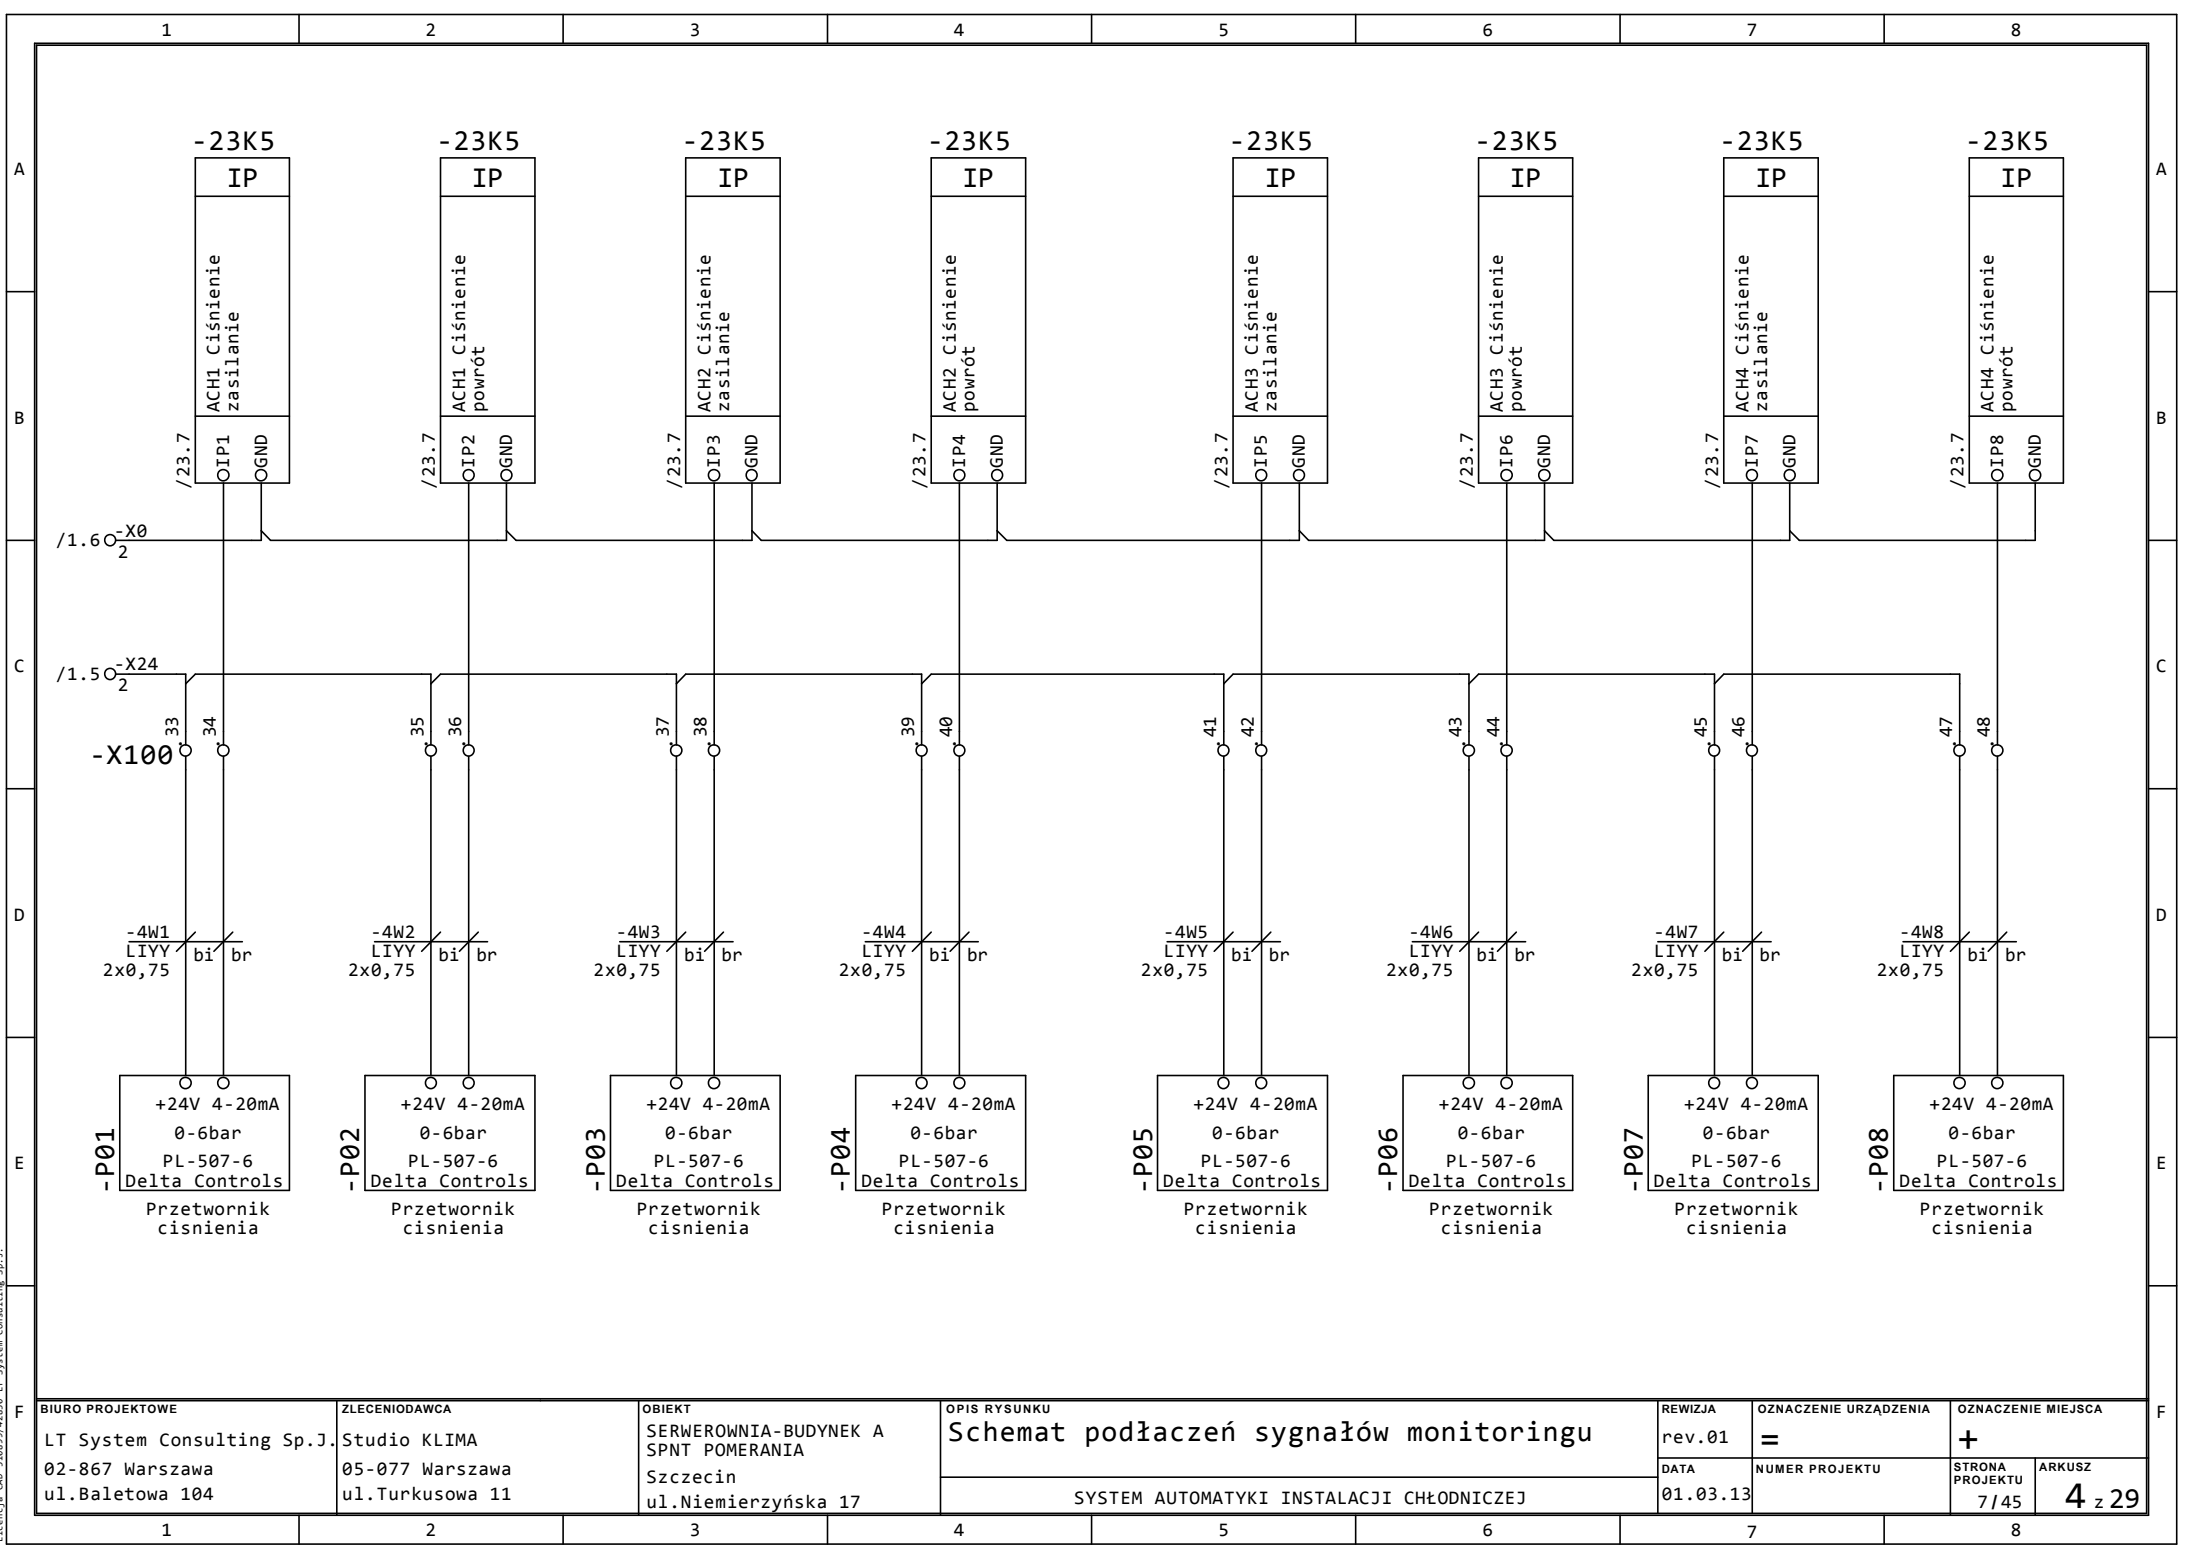 1 2 3 4 5 6 7 8
-23K5 -23K5 -23K5 -23K5 -23K5 -23K5 -23K5 -23K5
A IP IP IP IP IP IP IP IP A
ACH1 Ciśnienie
zasilanie
ACH1 Ciśnienie
powrót
ACH2 Ciśnienie
zasilanie
ACH2 Ciśnienie
powrót
ACH3 Ciśnienie
zasilanie
ACH3 Ciśnienie
powrót
ACH4 Ciśnienie
zasilanie
ACH4 Ciśnienie
powrót
B B
/23.7 IP1 GND /23.7 IP2 GND /23.7 IP3 GND /23.7 IP4 GND /23.7 IP5 GND /23.7 IP6 GND /23.7 IP7 GND /23.7 IP8 GND
/1.6 -X0
2
C C
/1.5 -X24
2
.33 .34 .35 .36 .37 .38 .39 .40 .41 .42 .43 .44 .45 .46 .47 .48
-X100
D D
-4W1 -4W2 -4W3 -4W4 -4W5 -4W6 -4W7 -4W8
LIYY bi br LIYY bi br LIYY bi br LIYY bi br LIYY bi br LIYY bi br LIYY bi br LIYY bi br
2x0,75 2x0,75 2x0,75 2x0,75 2x0,75 2x0,75 2x0,75 2x0,75
+24V 4-20mA +24V 4-20mA +24V 4-20mA +24V 4-20mA +24V 4-20mA +24V 4-20mA +24V 4-20mA +24V 4-20mA
0-6bar 0-6bar 0-6bar 0-6bar 0-6bar 0-6bar 0-6bar 0-6bar
E -P01 -P02 -P03 -P04 -P05 -P06 -P07 -P08 E
PL-507-6 PL-507-6 PL-507-6 PL-507-6 PL-507-6 PL-507-6 PL-507-6 PL-507-6
Delta Controls Delta Controls Delta Controls Delta Controls Delta Controls Delta Controls Delta Controls Delta Controls
Przetwornik Przetwornik Przetwornik Przetwornik Przetwornik Przetwornik Przetwornik Przetwornik
cisnienia cisnienia cisnienia cisnienia cisnienia cisnienia cisnienia cisnienia
F F
BIURO PROJEKTOWE
LT System Consulting Sp.J.
02-867 Warszawa
ul.Baletowa 104
ZLECENIODAWCA
Studio KLIMA
05-077 Warszawa
ul.Turkusowa 11
OBIEKT
SERWEROWNIA-BUDYNEK A
SPNT POMERANIA
Szczecin
ul.Niemierzyńska 17
OPIS RYSUNKU
Schemat podłaczeń sygnałów monitoringu
SYSTEM AUTOMATYKI INSTALACJI CHŁODNICZEJ
REWIZJA
rev.01
DATA
01.03.13
OZNACZENIE URZĄDZENIA
=
NUMER PROJEKTU
OZNACZENIE MIEJSCA
+
STRONA
PROJEKTU
7/45
ARKUSZ
4 z 29
1 2 3 4 5 6 7 8